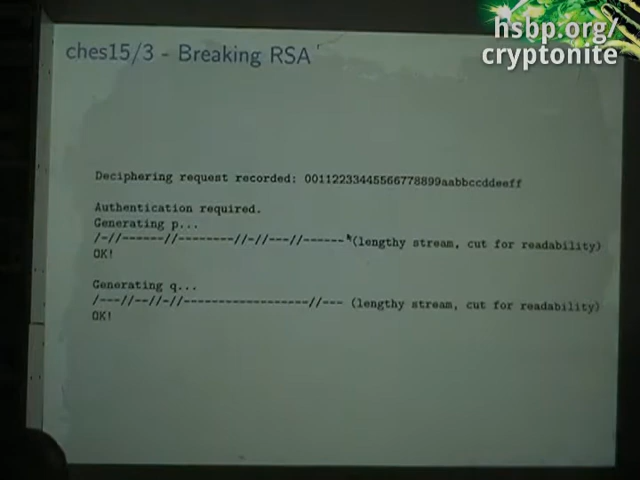 hsbp.org/
cryptonite
ches15/3 - Breaking RSA
Deciphering request recorded: 00112233445566778899aabbccddeeff
Authentication required.
Generating p...
/-//------//--------//-//---//------ (lengthy stream, cut for readability)
OK!
Generating q...
/---//--//-//------------------//--- (lengthy stream, cut for readability)
OK!